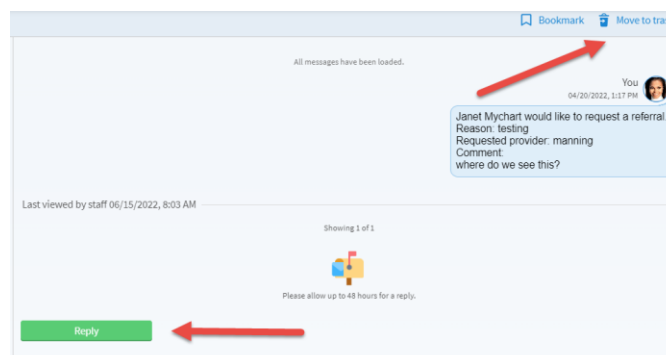 Bookmark Move to tra
All messages have been loaded.
You
04/20/2022, 1:17 PM
Janet Mychart would like to request a referral.
Reason: testing
Requested provider: manning
Comment:
where do we see this?
Last viewed by staff 06/15/2022, 8:03 AM
Showing 1 of 1
Please allow up to 48 hours for a reply.
Reply